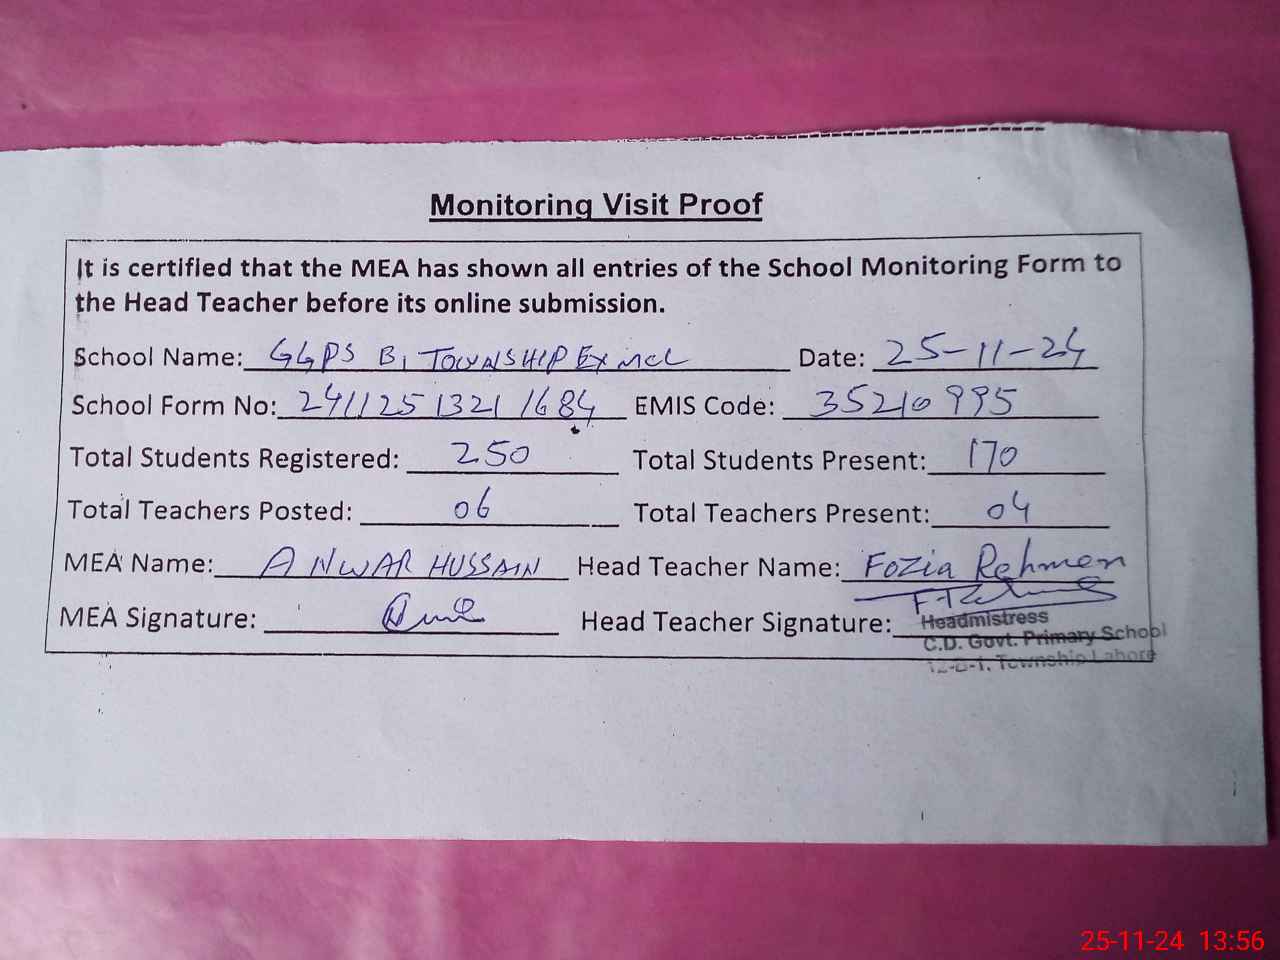 Monitoring Visit Proof
It is certified that the MEA has shown all entries of the School Monitoring Form to
the Head Teacher before its online submission.
School Name: GGPS B1 TOWNSHIP EX MCL Date: 25-11-24
School Form No: 24112513211684 EMIS Code: 35210995
Total Students Registered: 250 Total Students Present: 170
Total Teachers Posted: 06 Total Teachers Present: 04
MEA Name: ANWAR HUSSAIN Head Teacher Name: Fozia Rehman
MEA Signature: Head Teacher Signature:
Headmistress
C.D. Govt. Primary School
Township Lahore
25-11-24 13:56